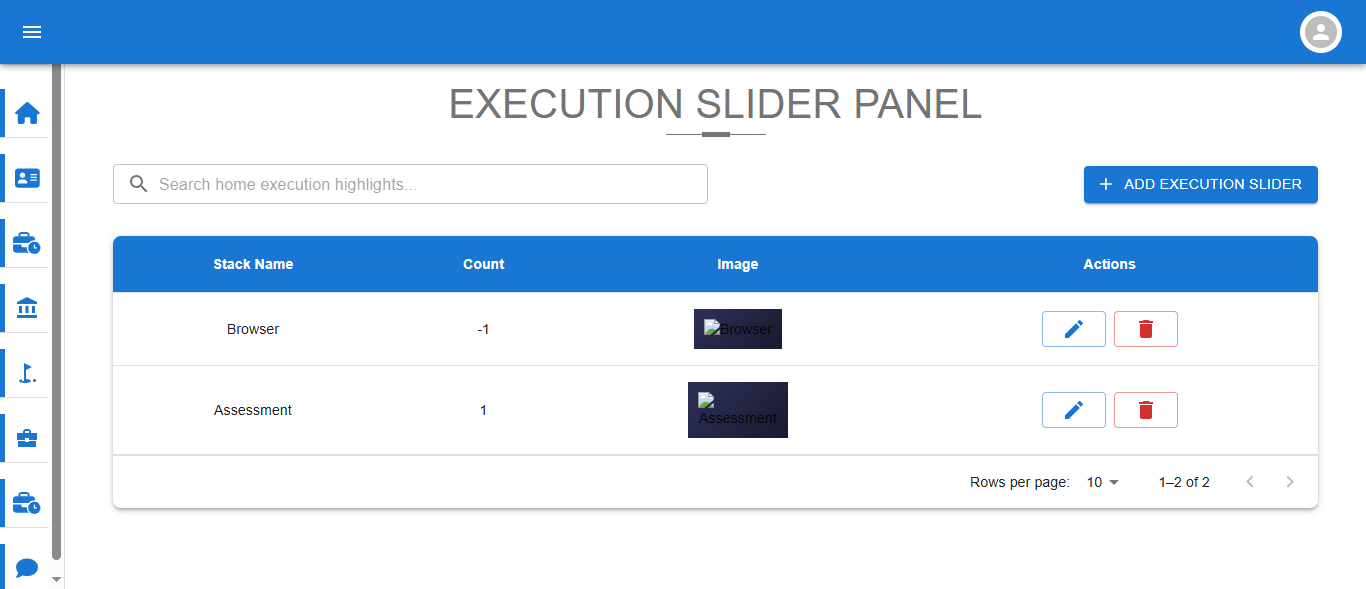 EXECUTION SLIDER PANEL
Search home execution highlights...
ADD EXECUTION SLIDER
Stack Name Count Image Actions
Browser -1 Browser
Assessment 1 Assessment
Rows per page: 10 1–2 of 2